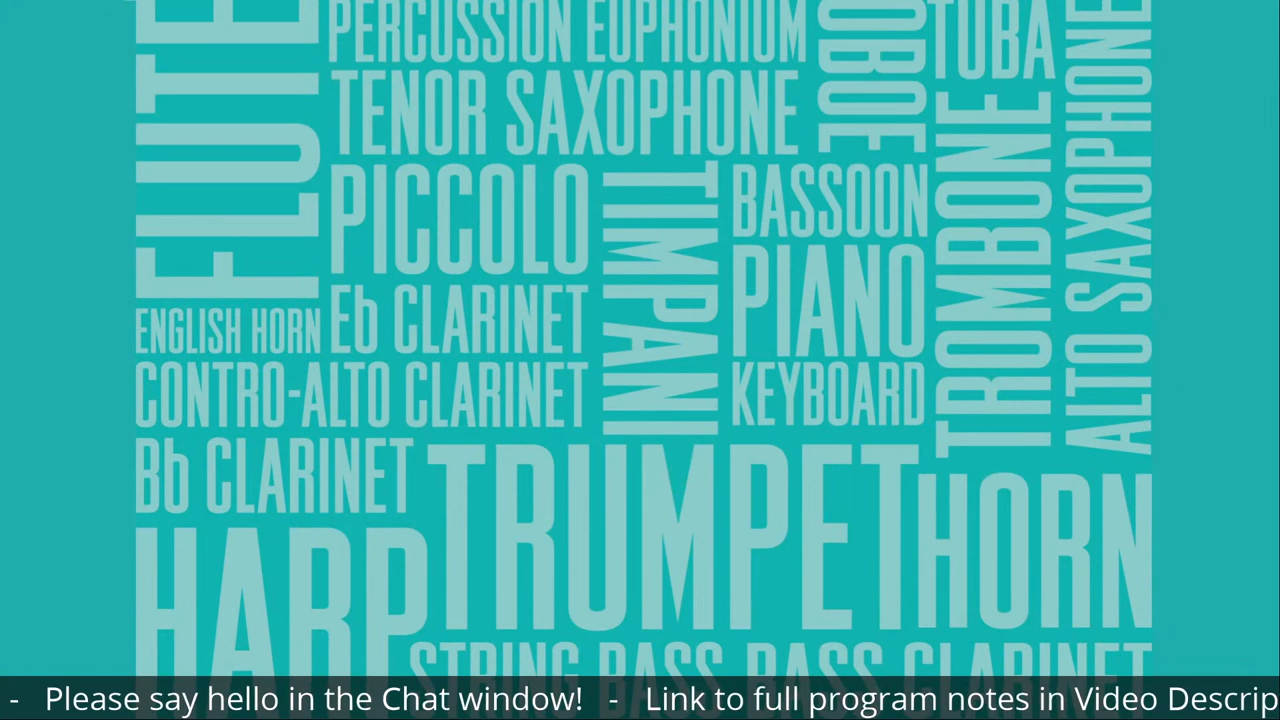 FLUTE
PERCUSSION EUPHONIUM
TENOR SAXOPHONE
OBOE
TUBA
TROMBONE
ALTO SAXOPHONE
PICCOLO
TIMPANI
BASSOON
PIANO
KEYBOARD
ENGLISH HORN
Eb CLARINET
CONTRO-ALTO CLARINET
Bb CLARINET
TRUMPET
HORN
HARP
STRING BASS BASS CLARINET
- Please say hello in the Chat window! - Link to full program notes in Video Descrip